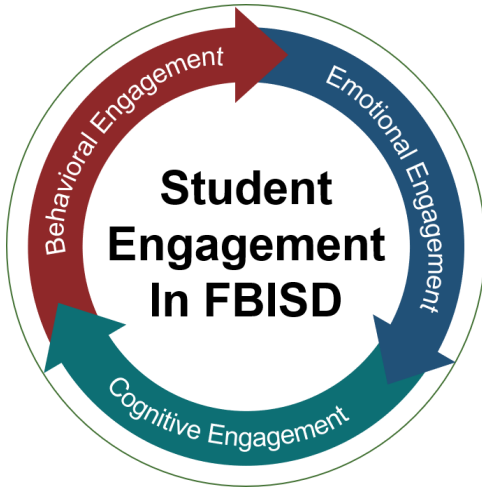 Student
Engagement
In FBISD
Behavioral Engagement
Emotional Engagement
Cognitive Engagement